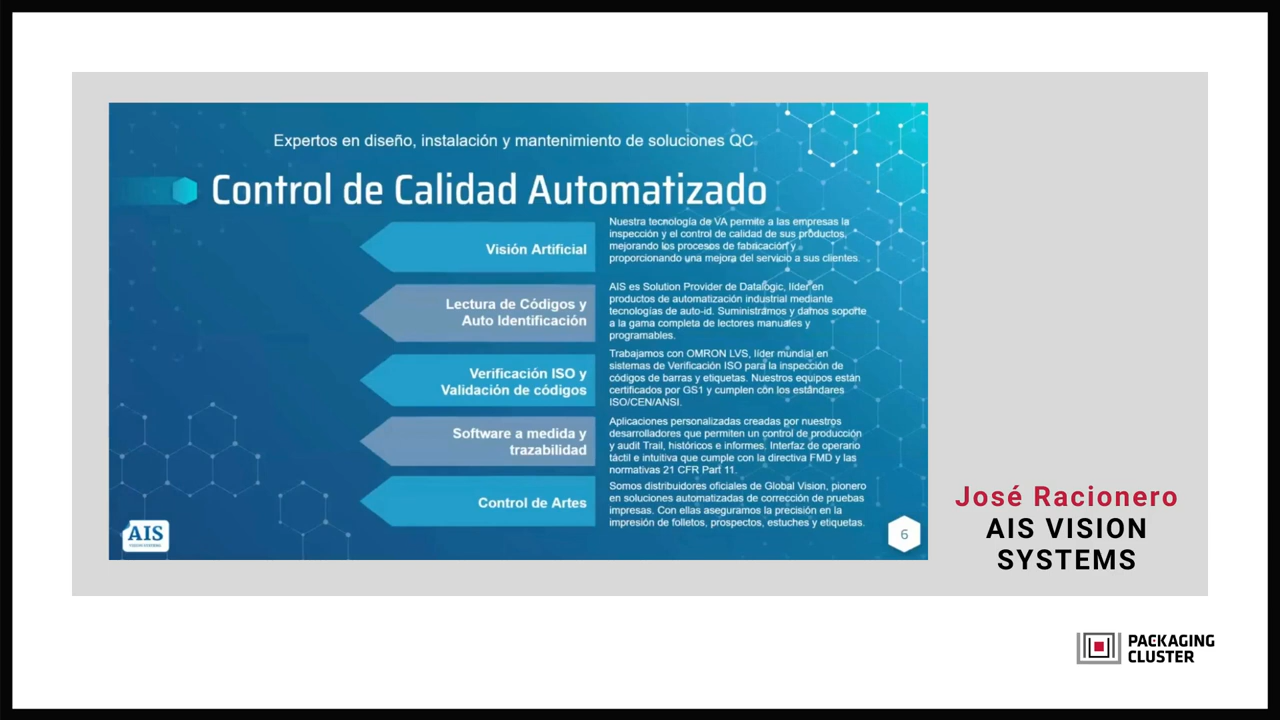 Expertos en diseño, instalación y mantenimiento de soluciones QC
Control de Calidad Automatizado
Visión Artificial
Nuestra tecnología de VA permite a las empresas la
inspección y el control de calidad de sus productos,
mejorando los procesos de fabricación y
proporcionando una mejora del servicio a sus clientes.
Lectura de Códigos y
Auto Identificación
AIS es Solution Provider de Datalogic, líder en
productos de automatización industrial mediante
tecnologías de auto-id. Suministramos y damos soporte
a la gama completa de lectores manuales y
programables.
Verificación ISO y
Validación de códigos
Trabajamos con OMRON LVS, líder mundial en
sistemas de Verificación ISO para la inspección de
códigos de barras y etiquetas. Nuestros equipos están
certificados por GS1 y cumplen con los estándares
ISO/CEN/ANSI.
Software a medida y
trazabilidad
Aplicaciones personalizadas creadas por nuestros
desarrolladores que permiten un control de producción
y audit Trail, históricos e informes. Interfaz de operario
táctil e intuitiva que cumple con la directiva FMD y las
normativas 21 CFR Part 11.
Control de Artes
Somos distribuidores oficiales de Global Vision, pionero
en soluciones automatizadas de corrección de pruebas
impresas. Con ellas aseguramos la precisión en la
impresión de folletos, prospectos, estuches y etiquetas.
AIS
VISION SYSTEMS
6
José Racionero
AIS VISION
SYSTEMS
PACKAGING
CLUSTER